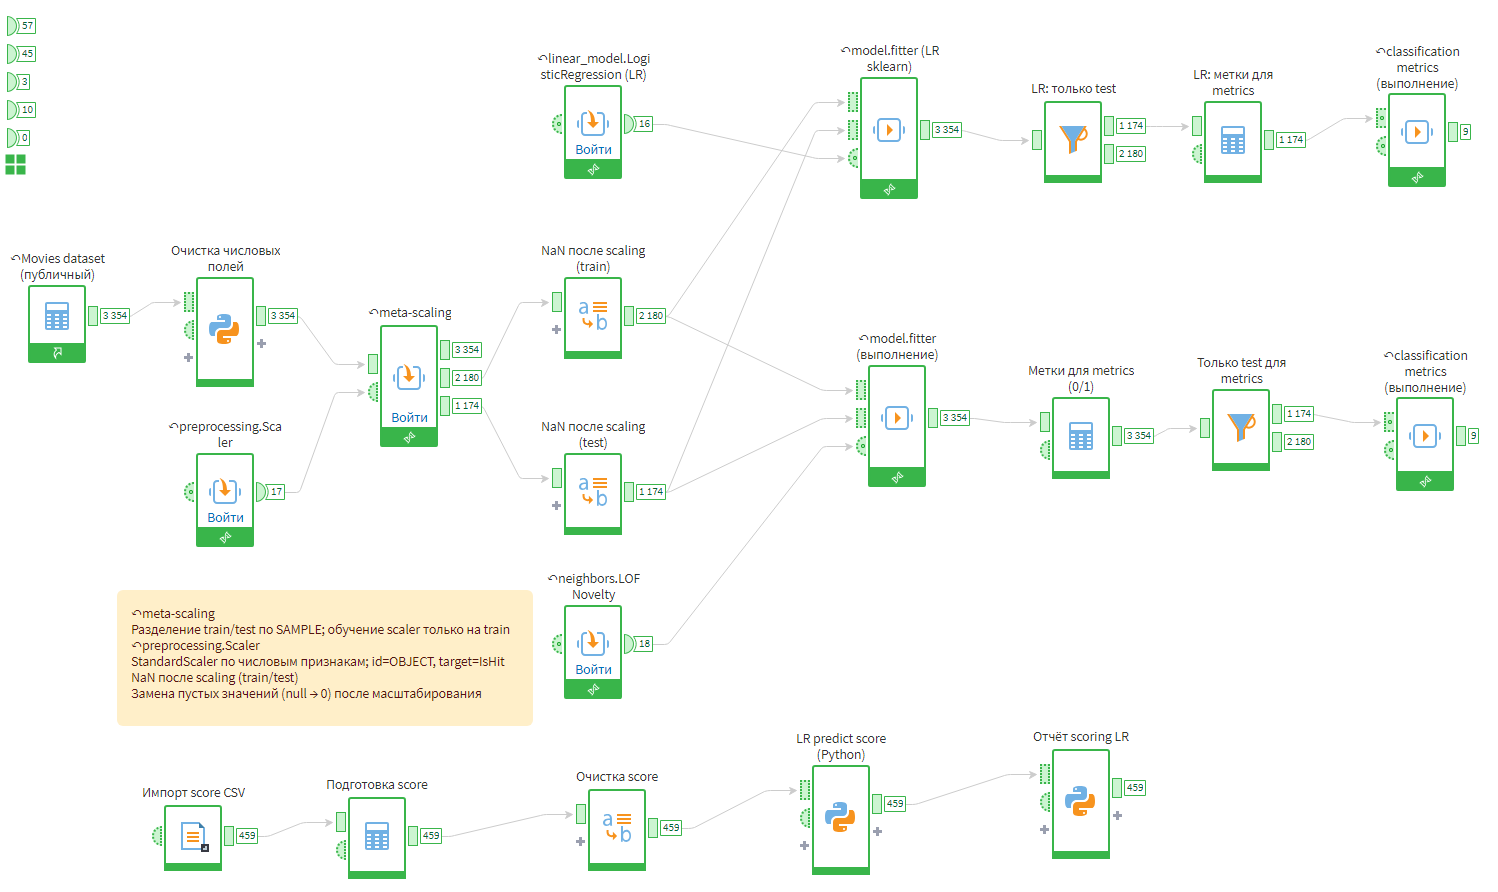 57
45
3
10
0
⤺linear_model.Logi
sticRegression (LR)
16
Войти
⤺model.fitter (LR
sklearn)
3 354
LR: только test
1 174
2 180
LR: метки для
metrics
1 174
⤺classification
metrics
(выполнение)
9
⤺Movies dataset
(публичный)
3 354
Очистка числовых
полей
3 354
⤺meta-scaling
3 354
2 180
1 174
Войти
⤺preprocessing.Sca
ler
17
Войти
NaN после scaling
(train)
a
b
2 180
NaN после scaling
(test)
a
b
1 174
⤺model.fitter
(выполнение)
3 354
Метки для metrics
(0/1)
3 354
Только test для
metrics
1 174
2 180
⤺classification
metrics
(выполнение)
9
⤺neighbors.LOF
Novelty
18
Войти
⤺meta-scaling
Разделение train/test по SAMPLE; обучение scaler только на train
⤺preprocessing.Scaler
StandardScaler по числовым признакам; id=OBJECT, target=IsHit
NaN после scaling (train/test)
Замена пустых значений (null → 0) после масштабирования
Импорт score CSV
459
Подготовка score
459
Очистка score
a
b
459
LR predict score
(Python)
459
Отчёт scoring LR
459